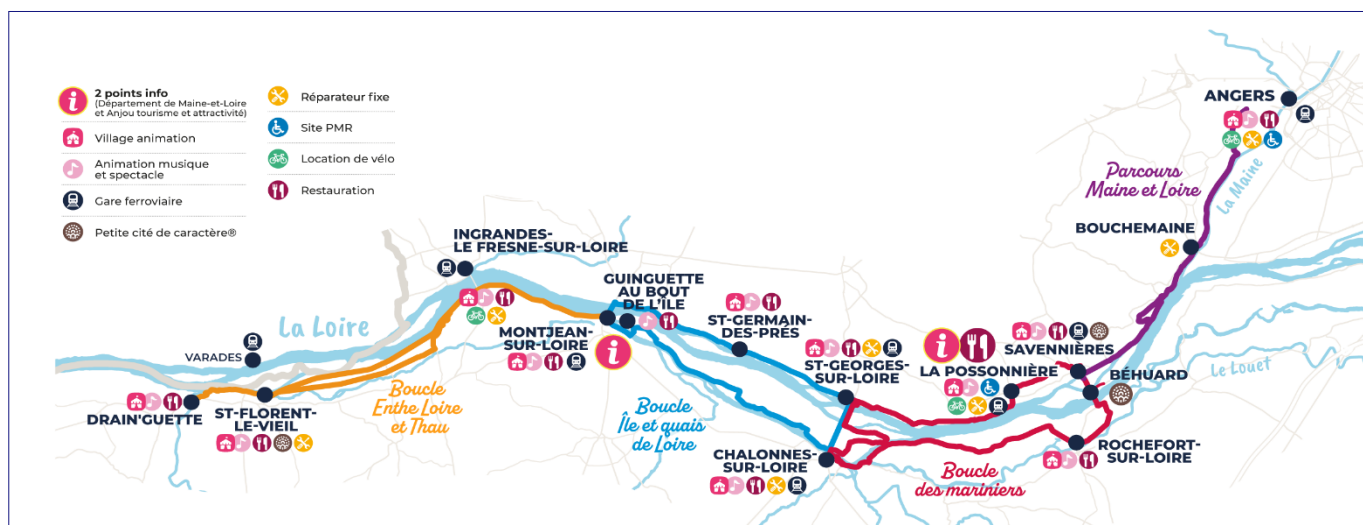 2 points info
(Département de Maine-et-Loire
et Anjou tourisme et attractivité)
Village animation
Animation musique
et spectacle
Gare ferroviaire
Petite cité de caractère®
Réparateur fixe
Site PMR
Location de vélo
Restauration
ANGERS
Parcours
Maine et Loire
La Maine
BOUCHEMAINE
INGRANDES-
LE FRESNE-SUR-LOIRE
GUINGUETTE
AU BOUT
DE L'ÎLE
La Loire
VARADES
MONTJEAN-
SUR-LOIRE
ST-GERMAIN-
DES-PRÉS
ST-GEORGES-
SUR-LOIRE
SAVENNIÈRES
LA POSSONNIÈRE
BÉHUARD
Le Louet
DRAIN'GUETTE
ST-FLORENT-
LE-VIEIL
Boucle
Enthe Loire
et Thau
Boucle
Île et quais
de Loire
CHALONNES-
SUR-LOIRE
Boucle
des mariniers
ROCHEFORT-
SUR-LOIRE